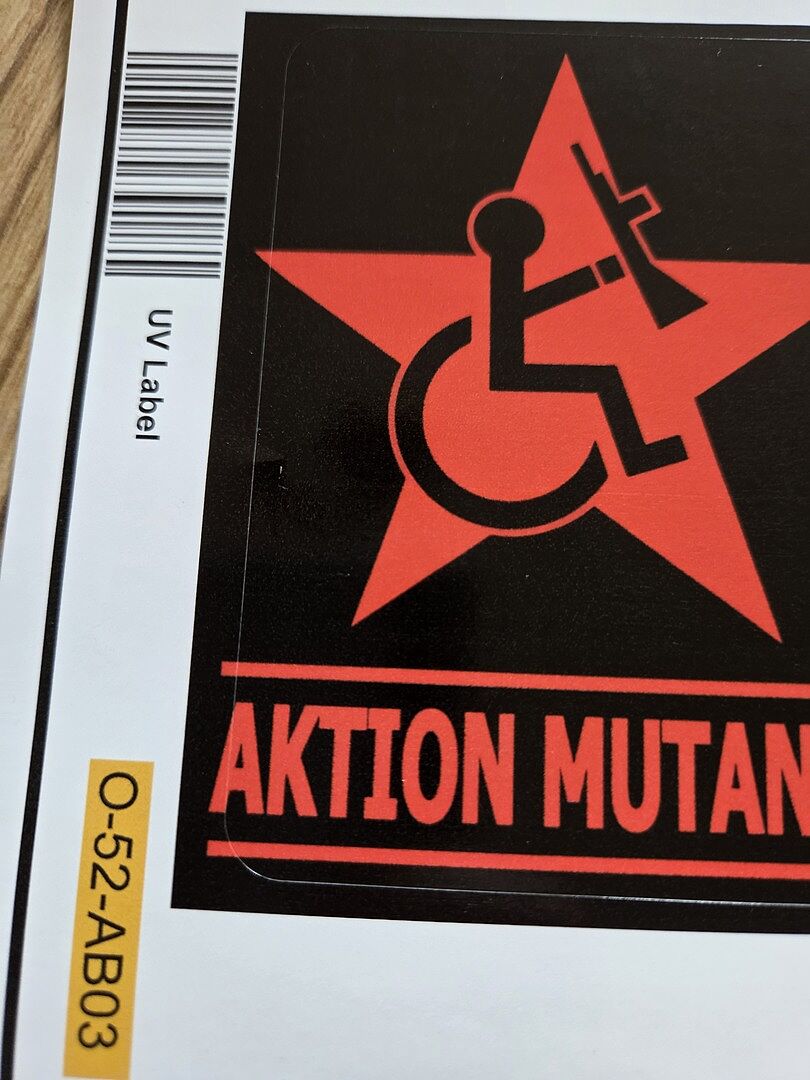 UV Label
AKTION MUTAN
O-52-AB03